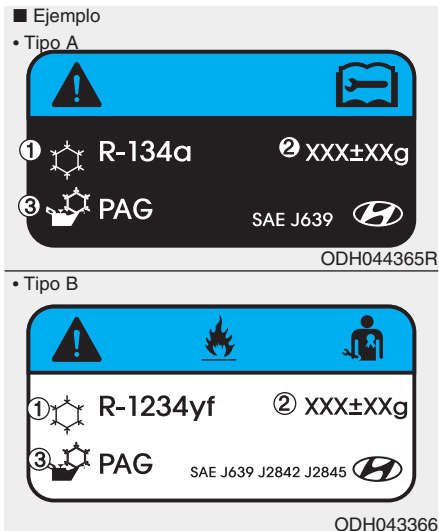 ■ Ejemplo
• Tipo A
① R-134a ② XXX±XXg
③ PAG SAE J639
ODH044365R
• Tipo B
① R-1234yf ② XXX±XXg
③ PAG SAE J639 J2842 J2845
ODH043366